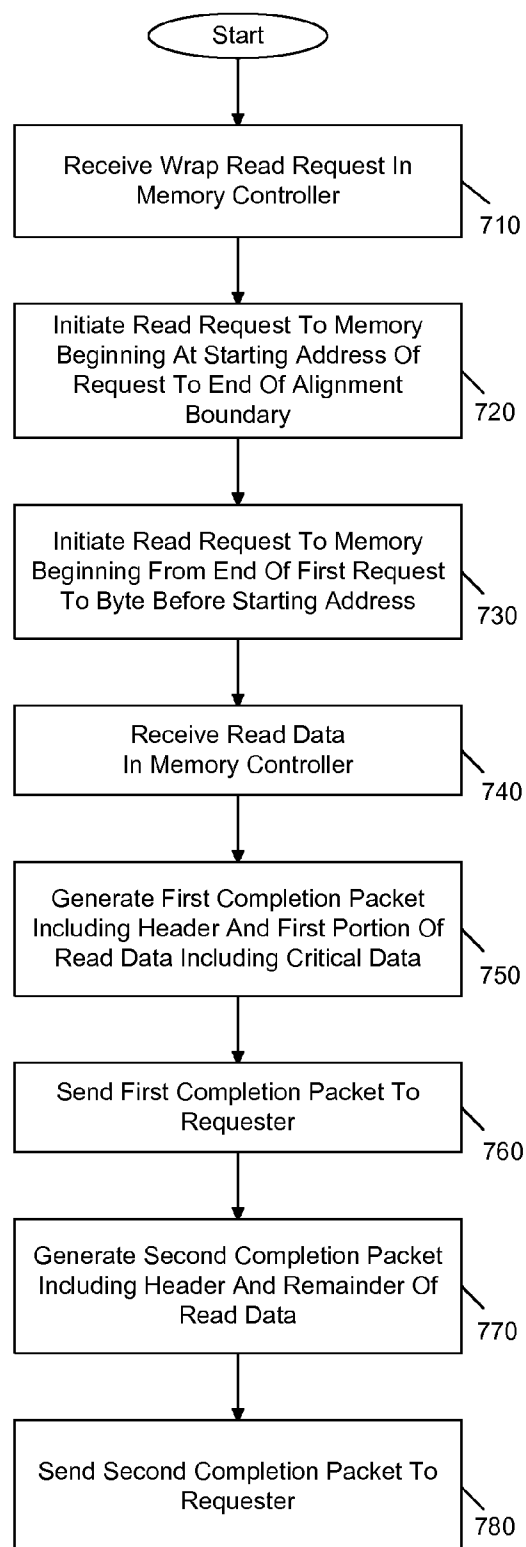 Start
Receive Wrap Read Request In
Memory Controller
710
Initiate Read Request To Memory
Beginning At Starting Address Of
Request To End Of Alignment
Boundary
720
Initiate Read Request To Memory
Beginning From End Of First Request
To Byte Before Starting Address
730
Receive Read Data
In Memory Controller
740
Generate First Completion Packet
Including Header And First Portion Of
Read Data Including Critical Data
750
Send First Completion Packet To
Requester
760
Generate Second Completion Packet
Including Header And Remainder Of
Read Data
770
Send Second Completion Packet To
Requester
780